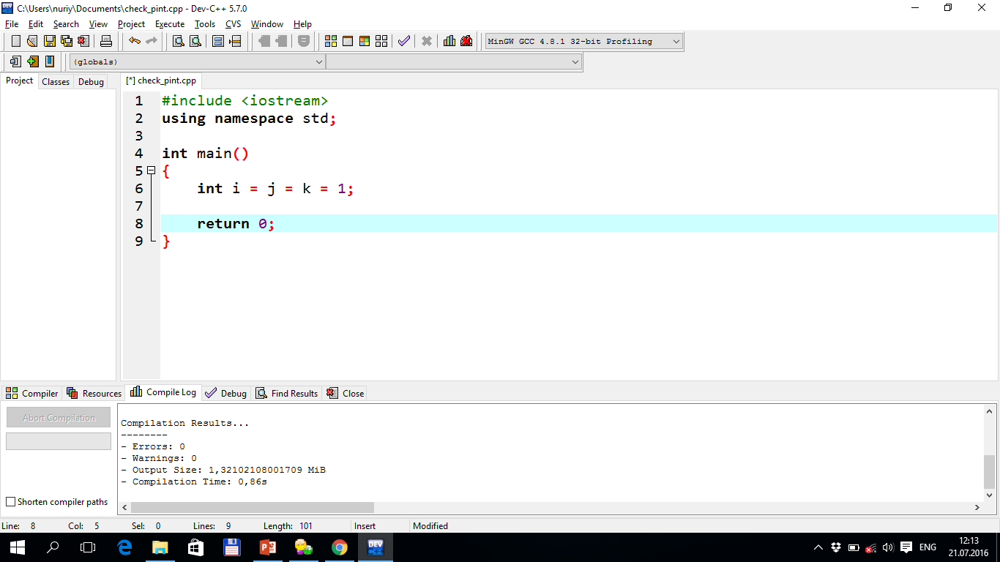 C:\Users\nuriy\Documents\check_pint.cpp - Dev-C++ 5.7.0
File Edit Search View Project Execute Tools CVS Window Help
MinGW GCC 4.8.1 32-bit Profiling
(globals)
Project Classes Debug [*] check_pint.cpp
1 #include <iostream>
2 using namespace std;
3
4 int main()
5 {
6 int i = j = k = 1;
7
8 return 0;
9 }
Compiler Resources Compile Log Debug Find Results Close
Abort Compilation
Compilation Results...
--------
- Errors: 0
- Warnings: 0
- Output Size: 1,32102108001709 MiB
- Compilation Time: 0,86s
Shorten compiler paths
Line: 8 Col: 5 Sel: 0 Lines: 9 Length: 101 Insert Modified
DEV
ENG
12:13
21.07.2016